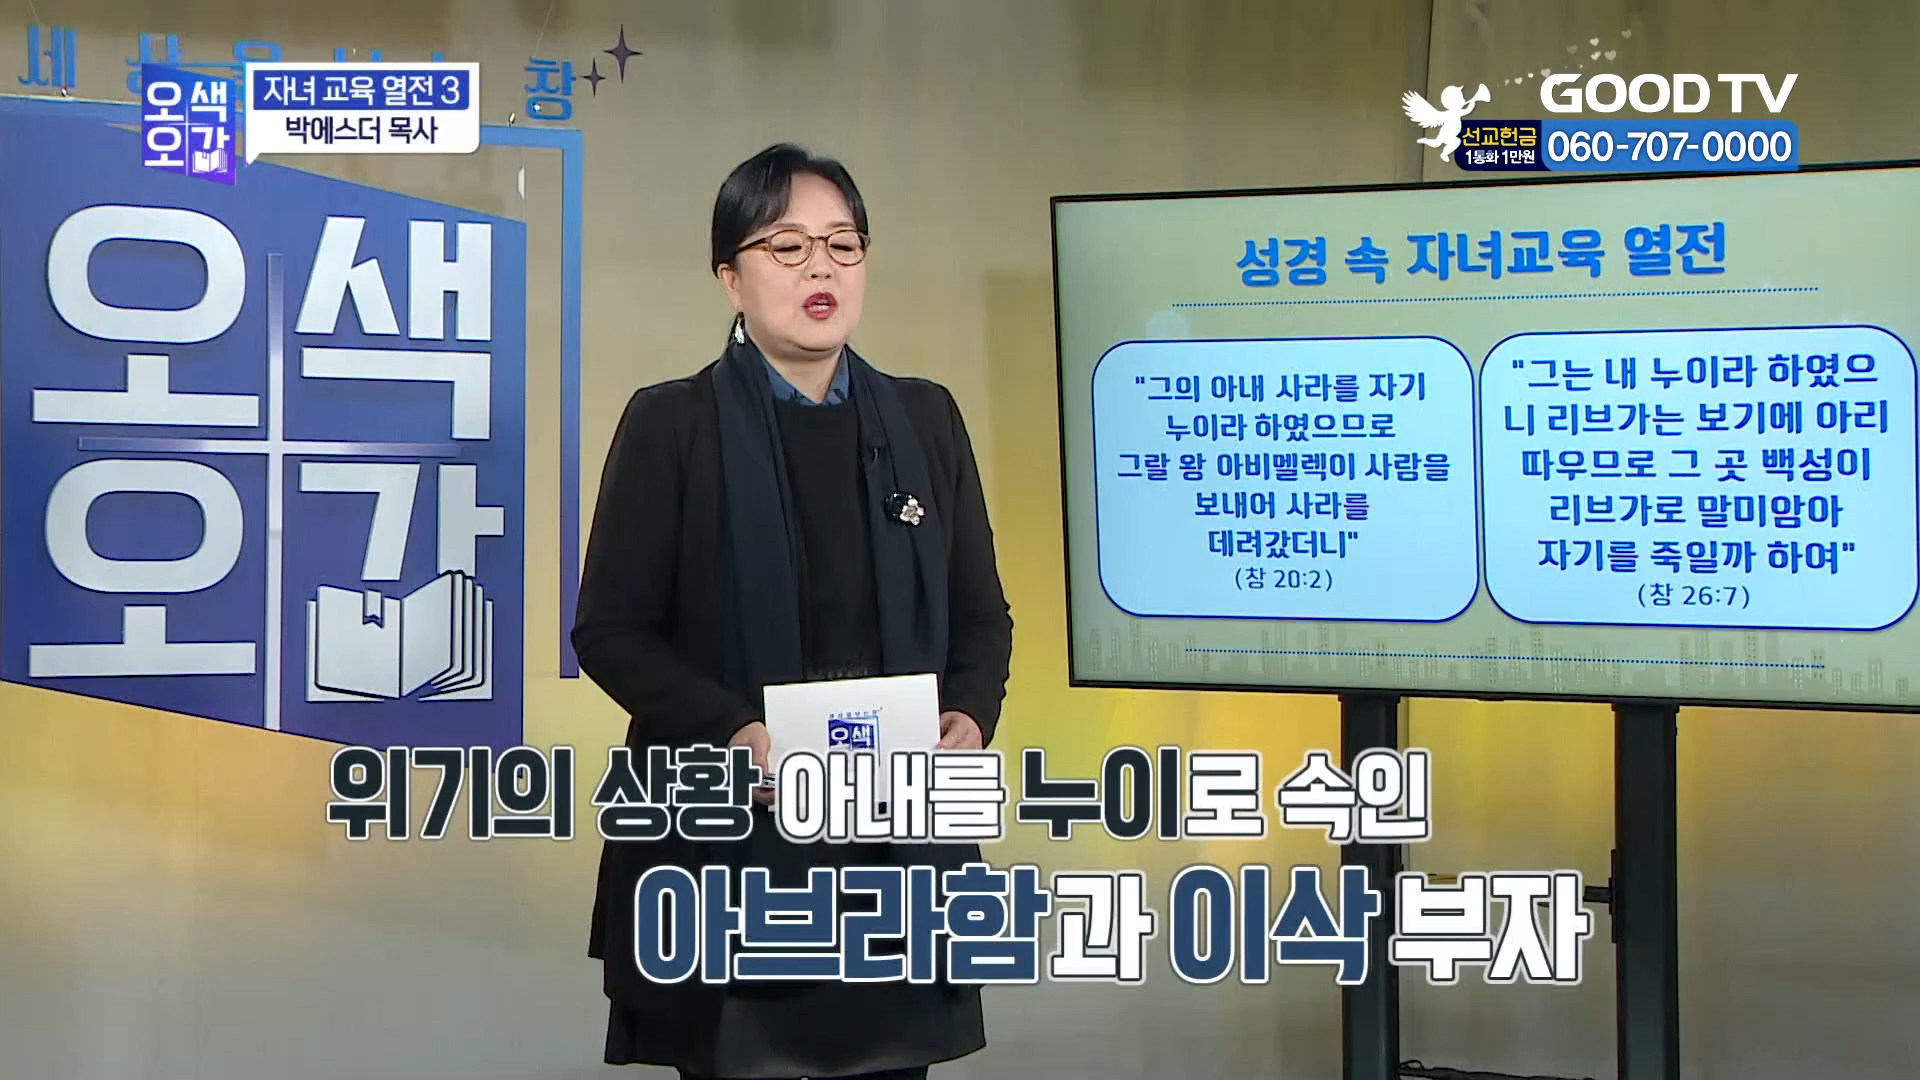 오색
오감
자녀 교육 열전 3
박에스더 목사
창
GOOD TV
선교헌금
1통화 1만원
060-707-0000
오색
오감
성경 속 자녀교육 열전
"그의 아내 사라를 자기
누이라 하였으므로
그랄 왕 아비멜렉이 사람을
보내어 사라를
데려갔더니"
(창 20:2)
"그는 내 누이라 하였으
니 리브가는 보기에 아리
따우므로 그 곳 백성이
리브가로 말미암아
자기를 죽일까 하여"
(창 26:7)
오색
위기의 상황 아내를 누이로 속인
아브라함과 이삭 부자